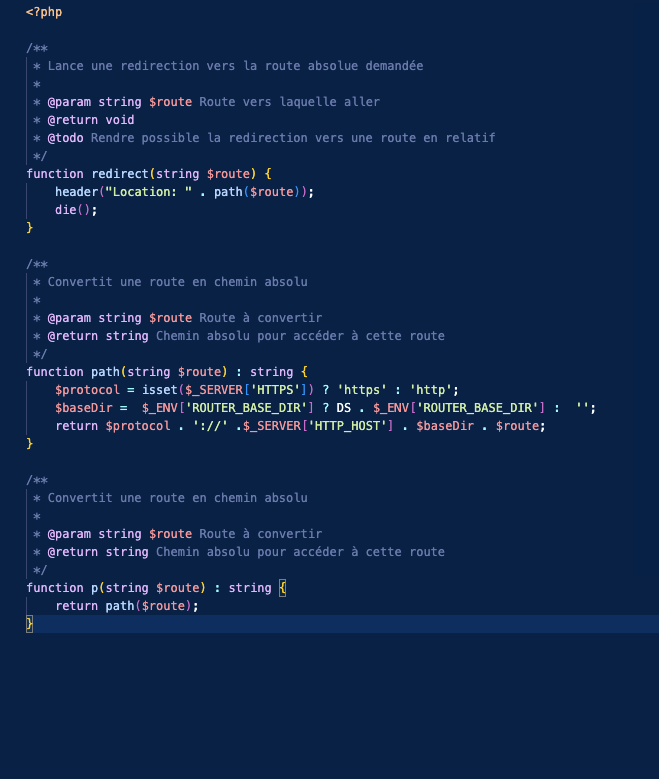 <?php
/**
 * Lance une redirection vers la route absolue demandée
 *
 * @param string $route Route vers laquelle aller
 * @return void
 * @todo Rendre possible la redirection vers une route en relatif
 */
function redirect(string $route) {
    header("Location: " . path($route));
    die();
}
/**
 * Convertit une route en chemin absolu
 *
 * @param string $route Route à convertir
 * @return string Chemin absolu pour accéder à cette route
 */
function path(string $route) : string {
    $protocol = isset($_SERVER['HTTPS']) ? 'https' : 'http';
    $baseDir =  $_ENV['ROUTER_BASE_DIR'] ? DS . $_ENV['ROUTER_BASE_DIR'] :  '';
    return $protocol . '://' .$_SERVER['HTTP_HOST'] . $baseDir . $route;
}
/**
 * Convertit une route en chemin absolu
 *
 * @param string $route Route à convertir
 * @return string Chemin absolu pour accéder à cette route
 */
function p(string $route) : string {
    return path($route);
}